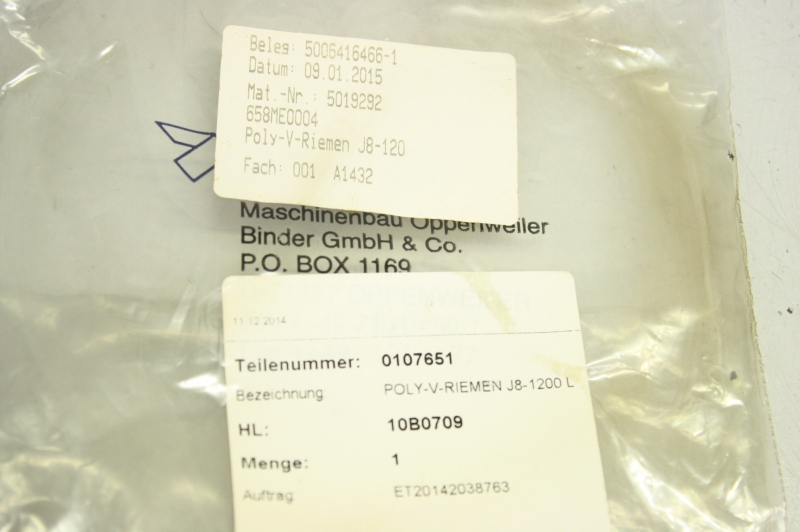 Beleg: 5006416466-1
Datum: 09.01.2015
Mat.-Nr.: 5019292
658ME0004
Poly-V-Riemen J8-120
Fach: 001 A1432
Maschinenbau Oppenweiler
Binder GmbH & Co.
P.O. BOX 1169
11.12.2014
Teilenummer: 0107651
Bezeichnung POLY-V-RIEMEN J8-1200 L
HL: 10B0709
Menge: 1
Auftrag: ET20142038763